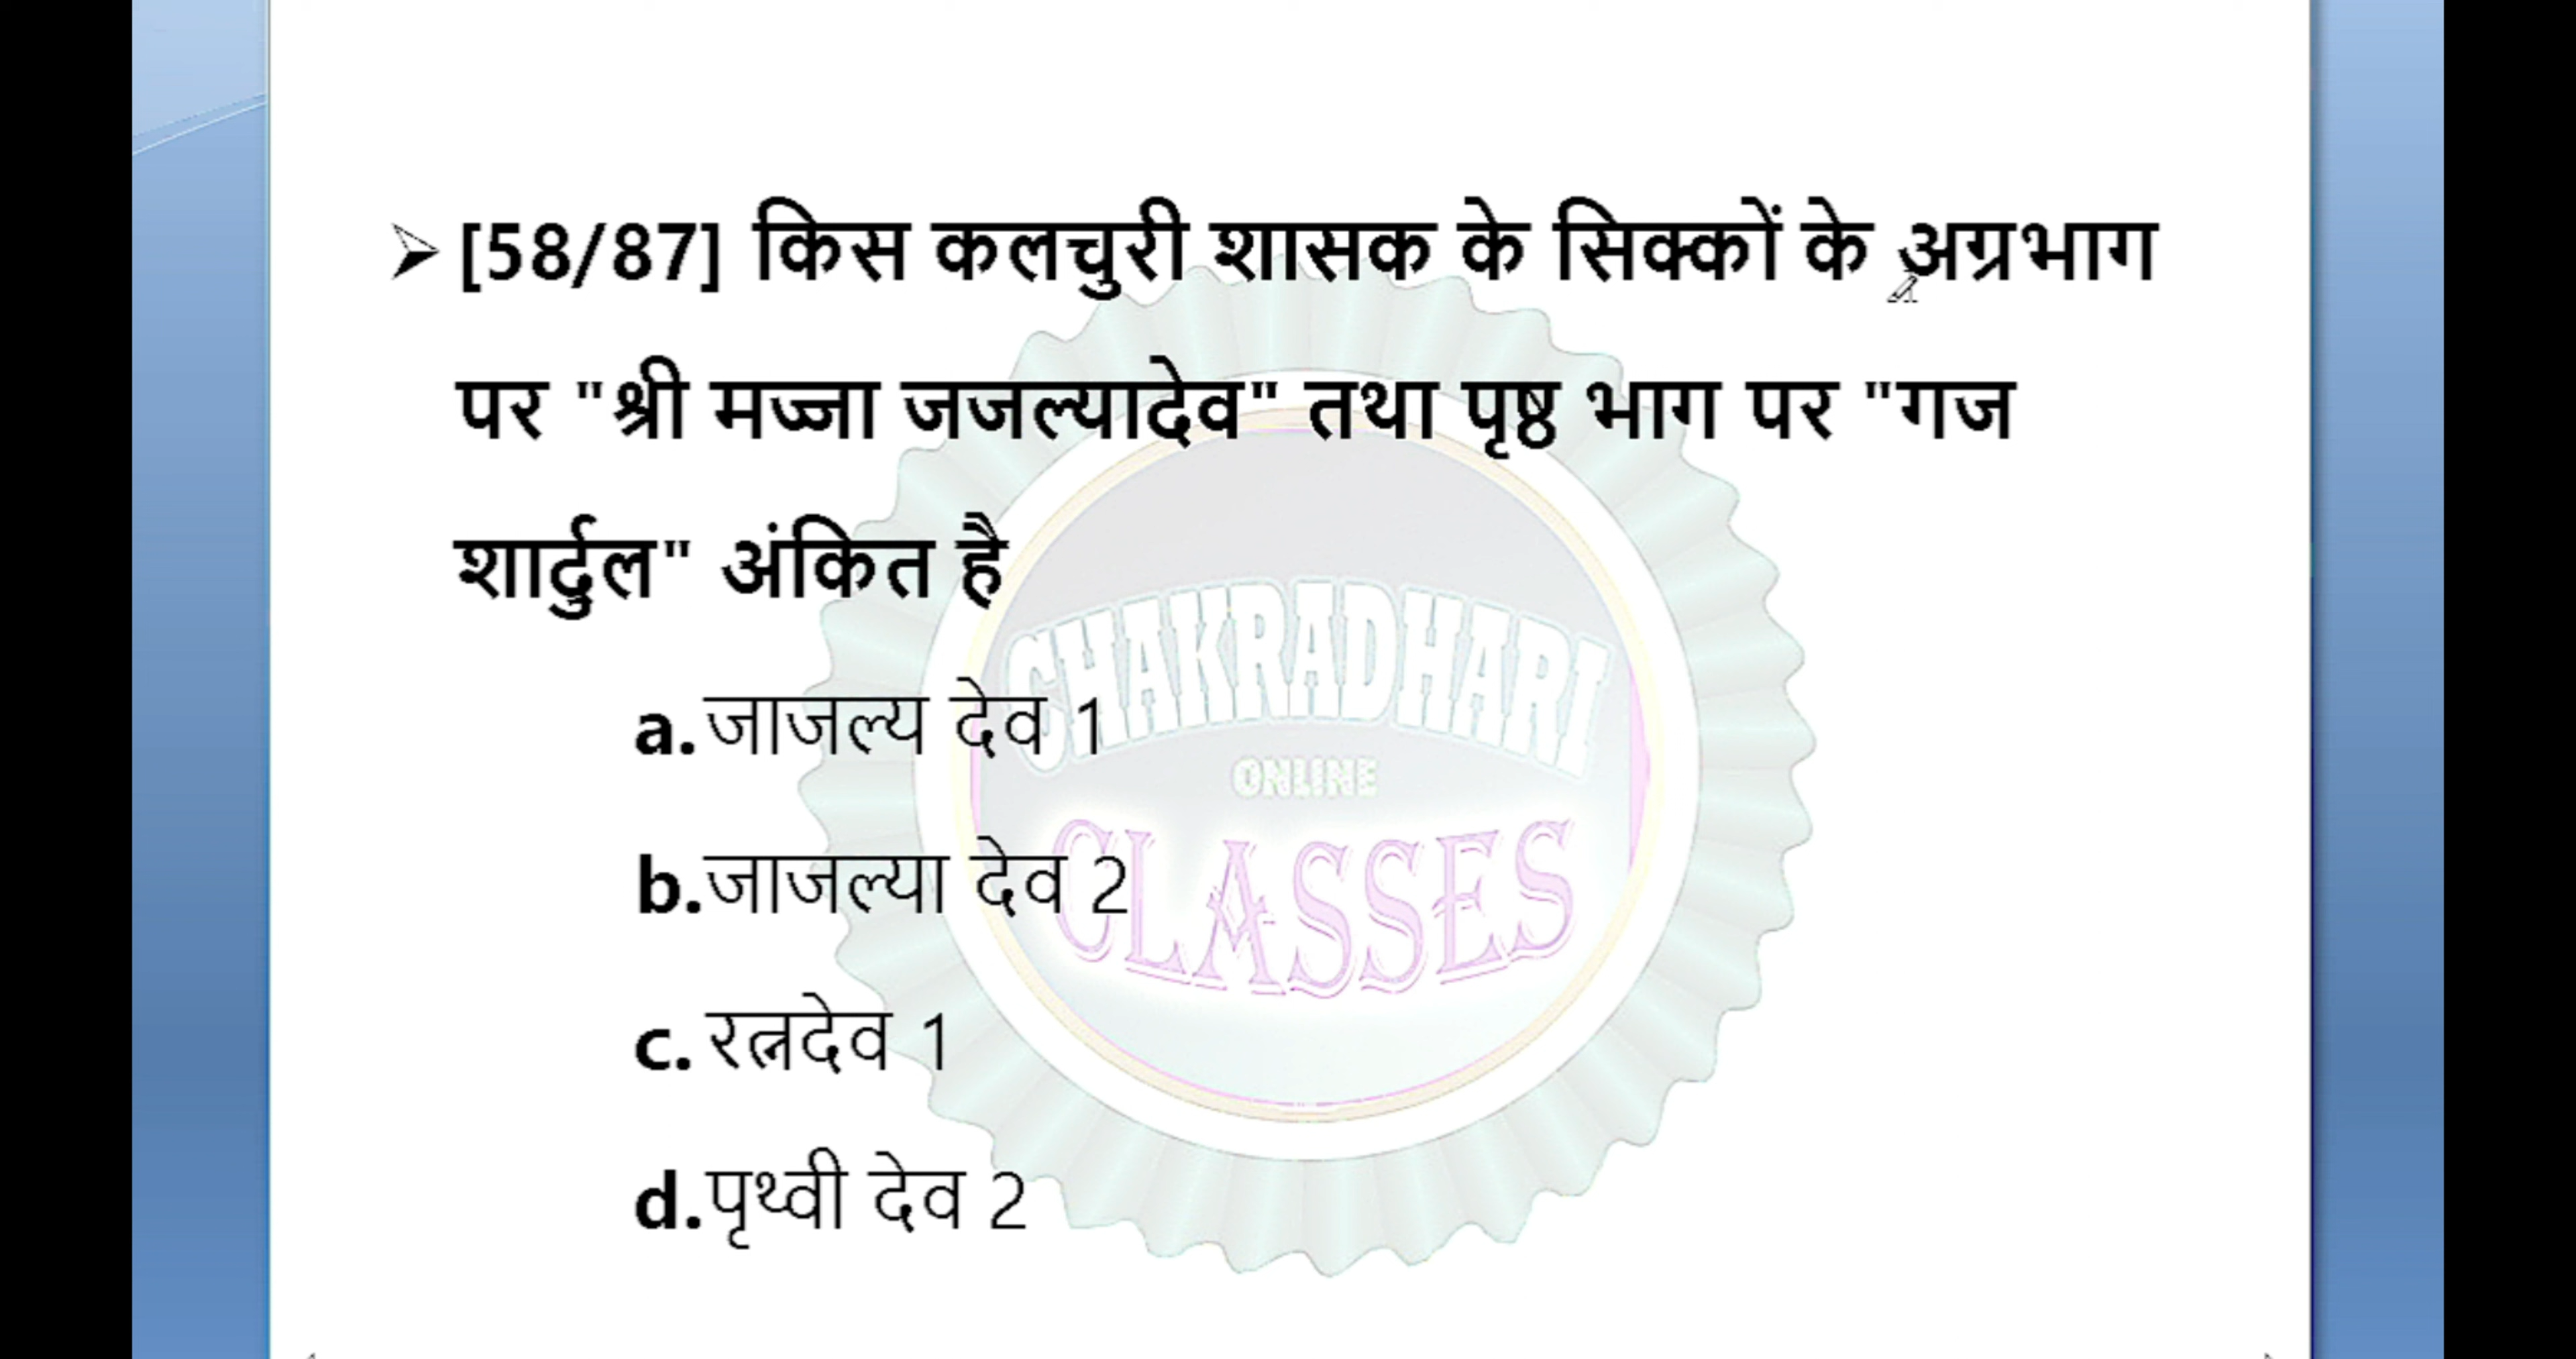 ➢ [58/87] किस कलचुरी शासक के सिक्कों के अग्रभाग
पर "श्री मज्जा जजल्यादेव" तथा पृष्ठ भाग पर "गज
शार्दुल" अंकित है
a. जाजल्य देव 1
b. जाजल्या देव 2
c. रत्नदेव 1
d. पृथ्वी देव 2
CHAKRADHARI
ONLINE
CLASSES